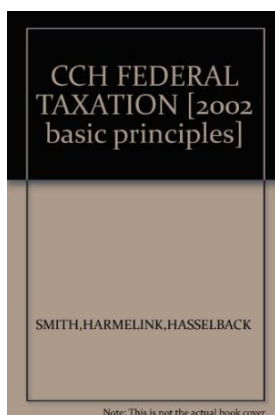 CCH FEDERAL
TAXATION [2002
basic principles]
SMITH,HARMELINK,HASSELBACK
Note: This is not the actual book cover